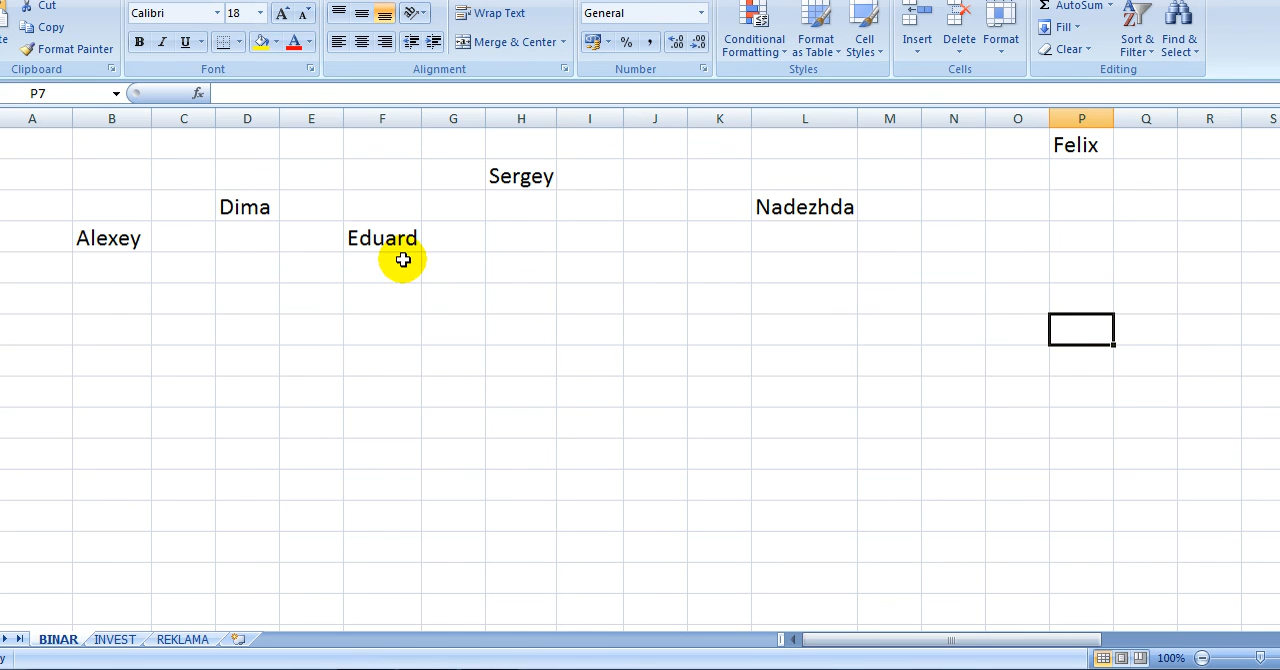 Cut
Calibri 18
Wrap Text
General
AutoSum
Copy
Fill
Format Painter
B I U
Merge & Center
Conditional Formatting
Format as Table
Cell Styles
Insert
Delete
Format
Clear
Sort & Filter
Find & Select
Clipboard
Font
Alignment
Number
Styles
Cells
Editing
P7
fx
A B C D E F G H I J K L M N O P Q R S
Felix
Sergey
Dima Nadezhda
Alexey Eduard
BINAR INVEST REKLAMA
100%